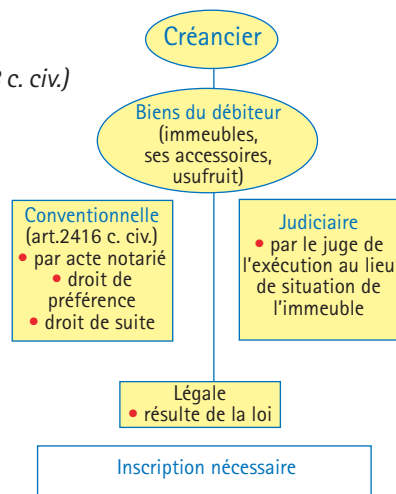 Créancier
c. civ.)
Biens du débiteur
(immeubles,
ses accessoires,
usufruit)
Conventionnelle
(art.2416 c. civ.)
• par acte notarié
• droit de
préférence
• droit de suite
Judiciaire
• par le juge de
l'exécution au lieu
de situation de
l'immeuble
Légale
• résulte de la loi
Inscription nécessaire